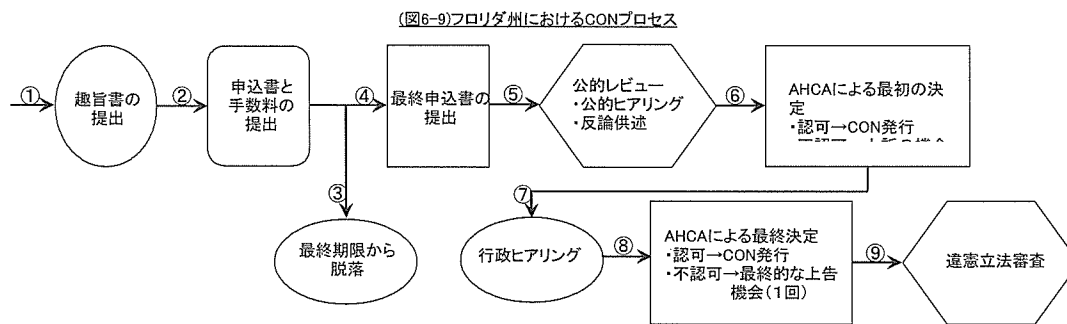 (図6-9)フロリダ州におけるCONプロセス
①
趣旨書の
提出
②
申込書と
手数料の
提出
④
最終申込書の
提出
⑤
公的レビュー
・公的ヒアリング
・反論供述
⑥
AHCAによる最初の決
定
・認可→CON発行
③
最終期限から
脱落
⑦
行政ヒアリング
⑧
AHCAによる最終決定
・認可→CON発行
・不認可→最終的な上告
機会(1回)
⑨
違憲立法審査